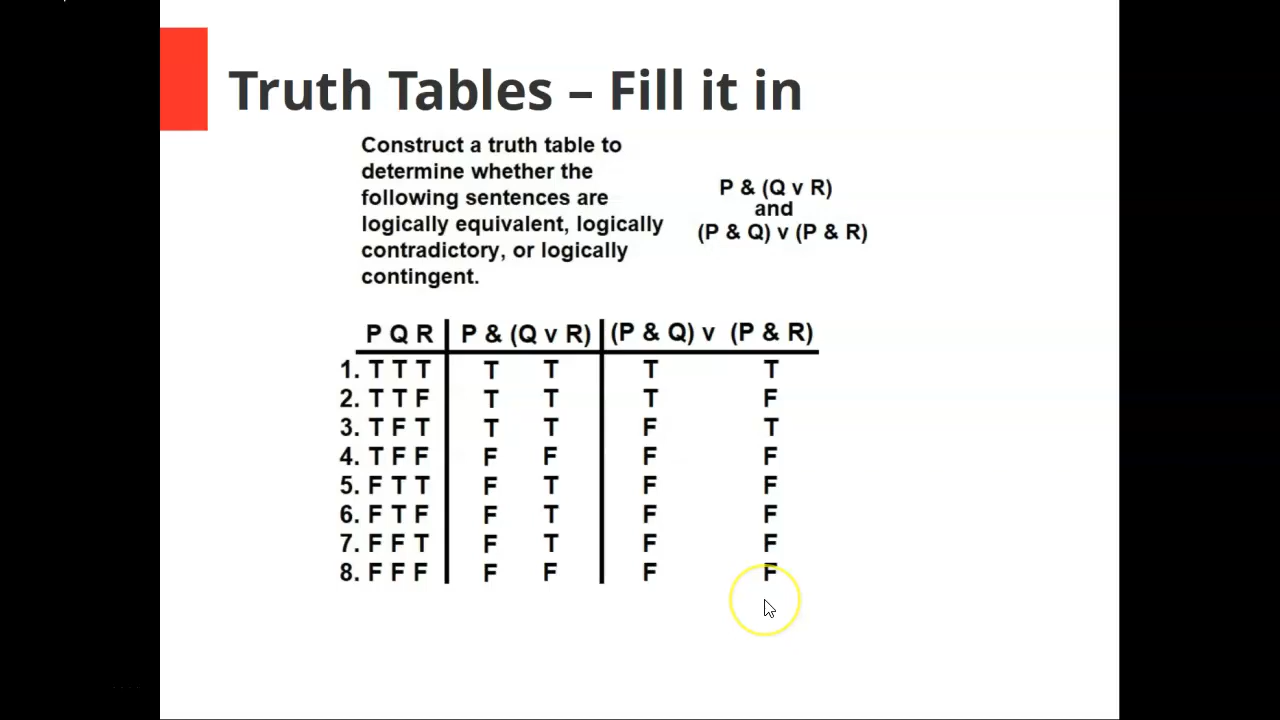 Truth Tables – Fill it in
Construct a truth table to
determine whether the
following sentences are
logically equivalent, logically
contradictory, or logically
contingent.
P & (Q v R)
and
(P & Q) v (P & R)
P Q R P & (Q v R) (P & Q) v (P & R)
1. T T T T T T T
2. T T F T T T F
3. T F T T T F T
4. T F F F F F F
5. F T T F T F F
6. F T F F T F F
7. F F T F T F F
8. F F F F F F F